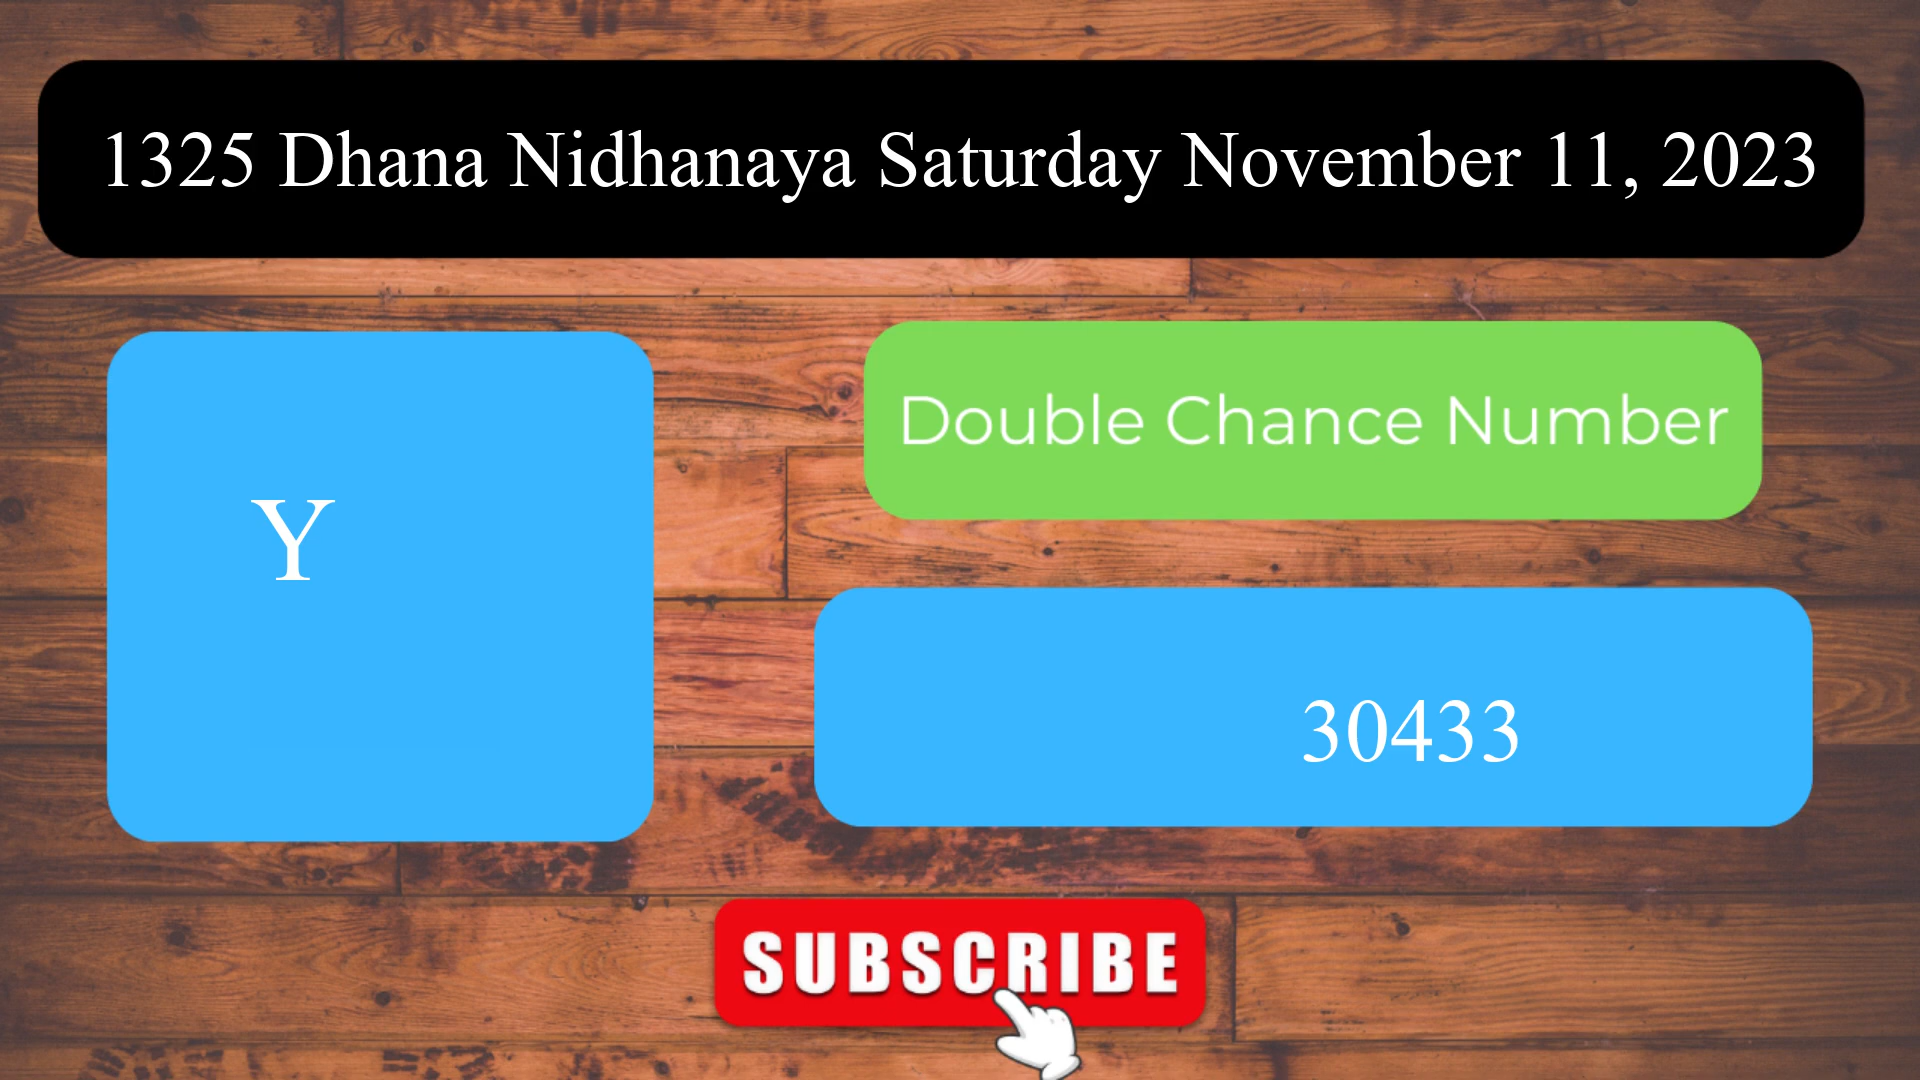 1325 Dhana Nidhanaya Saturday November 11, 2023
Y
Double Chance Number
30433
SUBSCRIBE